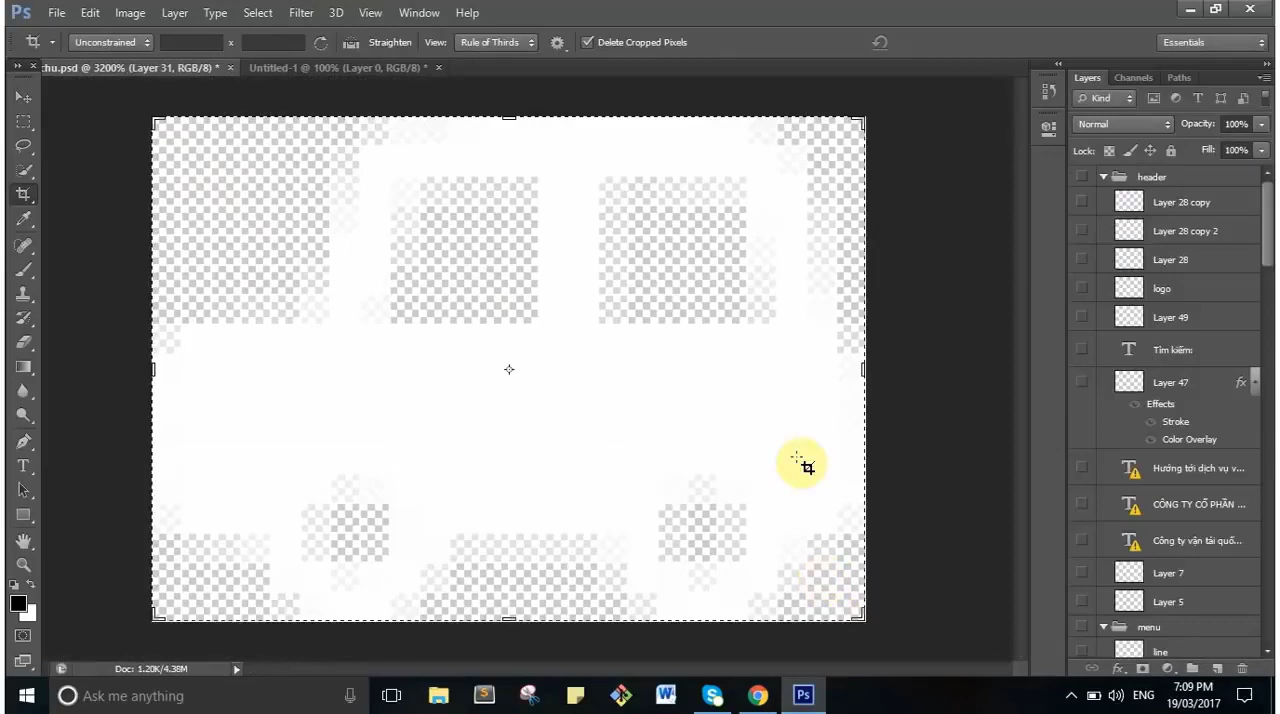 Ps File Edit Image Layer Type Select Filter 3D View Window Help
Unconstrained x Straighten View: Rule of Thirds Delete Cropped Pixels Essentials
chu.psd @ 3200% (Layer 31, RGB/8) * × Untitled-1 @ 100% (Layer 0, RGB/8) * ×
Layers Channels Paths
Kind
Normal Opacity: 100%
Lock: Fill: 100%
header
Layer 28 copy
Layer 28 copy 2
Layer 28
logo
Layer 49
Tìm kiếm:
Layer 47 fx
Effects
Stroke
Color Overlay
Hướng tới dịch vụ v...
CÔNG TY CỔ PHẦN ...
Công ty vận tải quố...
Layer 7
Layer 5
menu
line
Doc: 1.20K/4.38M
Ask me anything
ENG
7:09 PM
19/03/2017